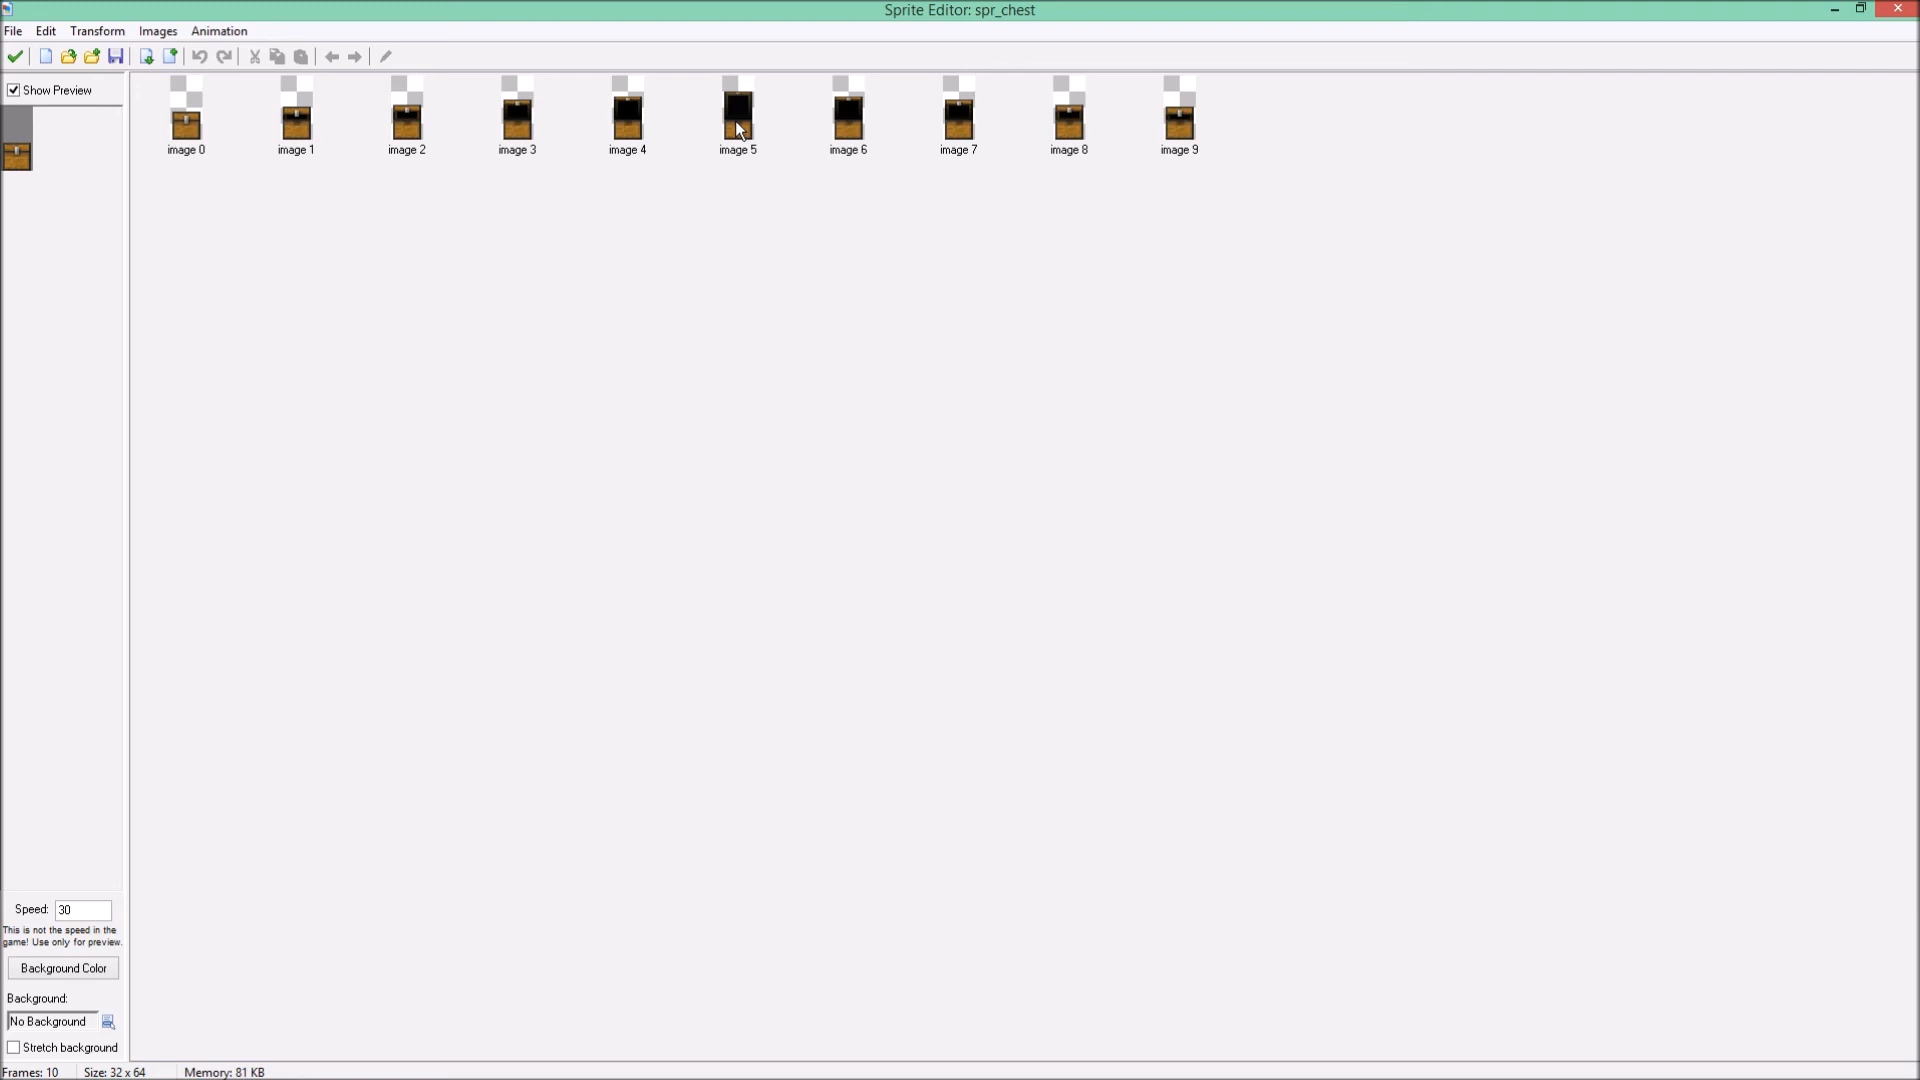 Sprite Editor: spr_chest
File Edit Transform Images Animation
Show Preview
image 0 image 1 image 2 image 3 image 4 image 5 image 6 image 7 image 8 image 9
Speed: 30
This is not the speed in the
game! Use only for preview.
Background Color
Background:
No Background
Stretch background
Frames: 10 Size: 32 x 64 Memory: 81 KB